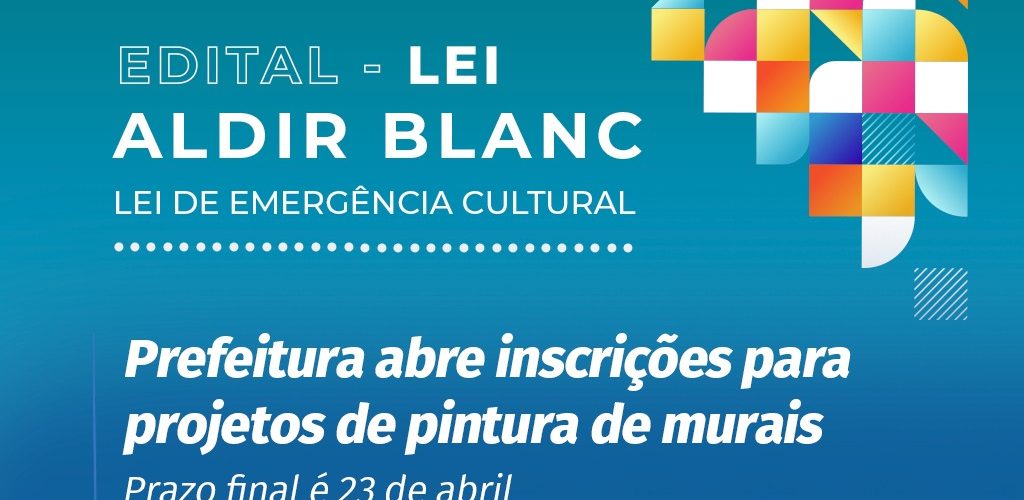 EDITAL - LEI
ALDIR BLANC
LEI DE EMERGÊNCIA CULTURAL
Prefeitura abre inscrições para
projetos de pintura de murais
Prazo final é 23 de abril